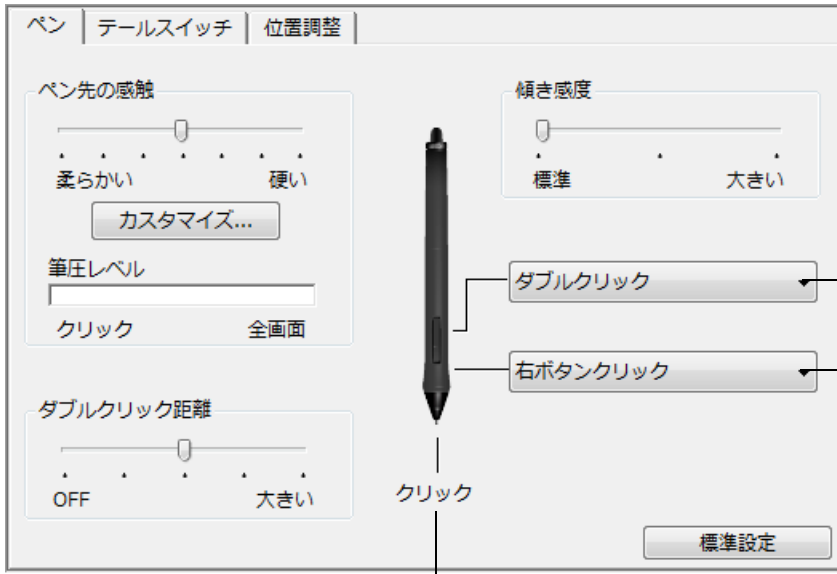 ペン テールスイッチ 位置調整
ペン先の感触
柔らかい 硬い
カスタマイズ...
筆圧レベル
クリック 全画面
ダブルクリック距離
OFF 大きい
傾き感度
標準 大きい
ダブルクリック
右ボタンクリック
クリック
標準設定